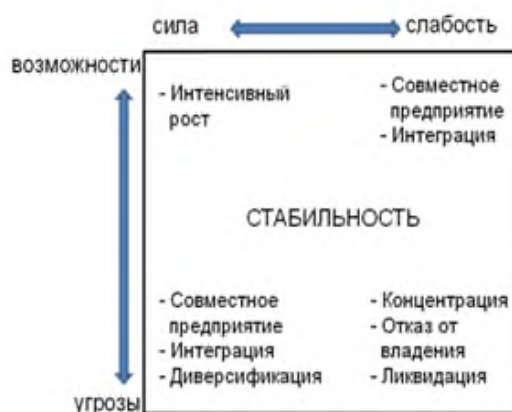 сила слабость
возможности
- Интенсивный
рост
- Совместное
предприятие
- Интеграция
СТАБИЛЬНОСТЬ
- Совместное
предприятие
- Интеграция
- Диверсификация
- Концентрация
- Отказ от
владения
- Ликвидация
угрозы